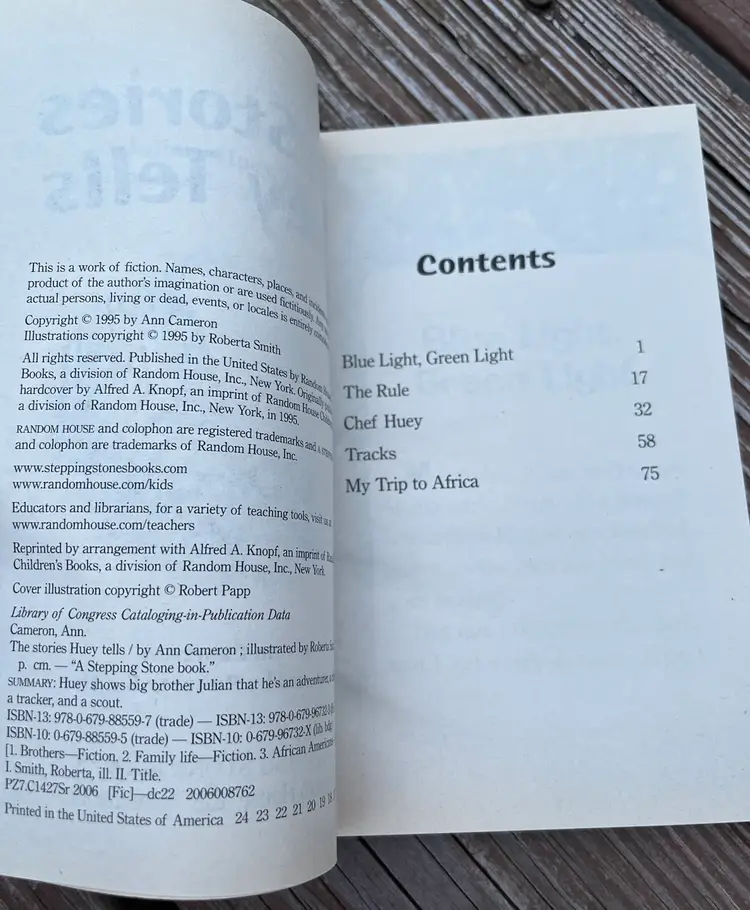 This is a work of fiction. Names, characters, places, and
product of the author's imagination or are used fictitiously.
actual persons, living or dead, events, or locales is entirely
Copyright © 1995 by Ann Cameron
Illustrations copyright © 1995 by Roberta Smith
All rights reserved. Published in the United States by Random
Books, a division of Random House, Inc., New York. Originally
hardcover by Alfred A. Knopf, an imprint of Random House
a division of Random House, Inc., New York, in 1995.
RANDOM HOUSE and colophon are registered trademarks and
and colophon are trademarks of Random House, Inc.
www.steppingstonesbooks.com
www.randomhouse.com/kids
Educators and librarians, for a variety of teaching tools, visit us
www.randomhouse.com/teachers
Reprinted by arrangement with Alfred A. Knopf, an imprint of
Children's Books, a division of Random House, Inc., New York.
Cover illustration copyright © Robert Papp
Library of Congress Cataloging-in-Publication Data
Cameron, Ann.
The stories Huey tells / by Ann Cameron ; illustrated by
p. cm. — "A Stepping Stone book."
SUMMARY: Huey shows big brother Julian that he's an adventurer,
a tracker, and a scout.
ISBN-13: 978-0-679-88559-7 (trade) — ISBN-13: 978-0-679-96732-3
ISBN-10: 0-679-88559-5 (trade) — ISBN-10: 0-679-96732-X (lib. bdg.)
[1. Brothers—Fiction. 2. Family life—Fiction. 3. African Americans—
I. Smith, Roberta, ill. II. Title.
PZ7.C1427Sr 2006 [Fic]—dc22 2006008762
Printed in the United States of America 24 23 22 21 20 19 18
Contents
Blue Light, Green Light 1
The Rule 17
Chef Huey 32
Tracks 58
My Trip to Africa 75